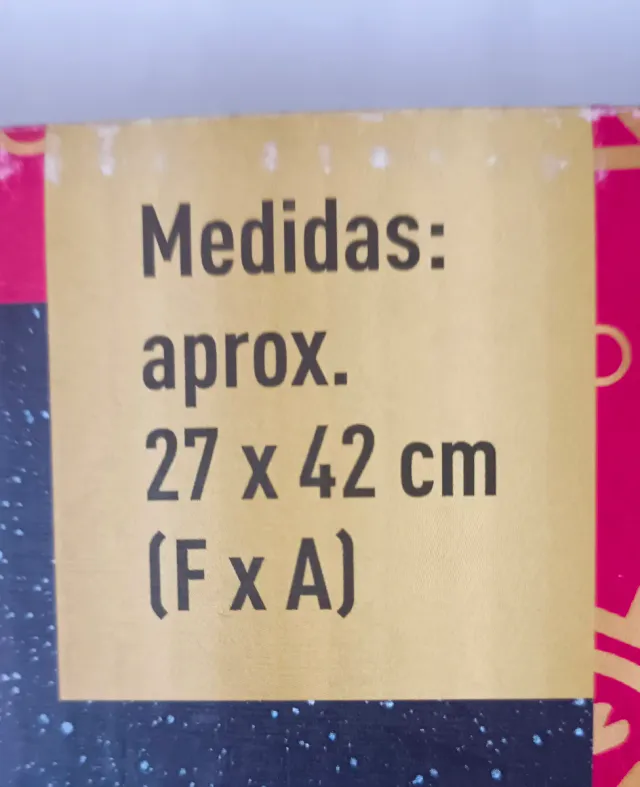 Medidas:
aprox.
27 x 42 cm
(F x A)